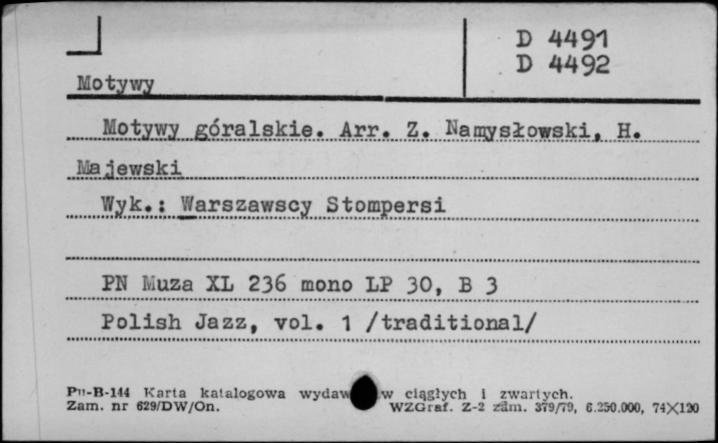 D 4491
D 4492
Motywy
Motywy góralskie. Arr. Z. Namysłowski, H.
Majewski
Wyk.: Warszawscy Stompersi
PN Muza XL 236 mono LP 30, B 3
Polish Jazz, vol. 1 /traditional/
Pu-B-144 Karta katalogowa wydaw w ciągłych i zwartych.
Zam. nr 629/DW/On. WZGraf. Z-2 zam. 379/79, 6.250.000, 74X120